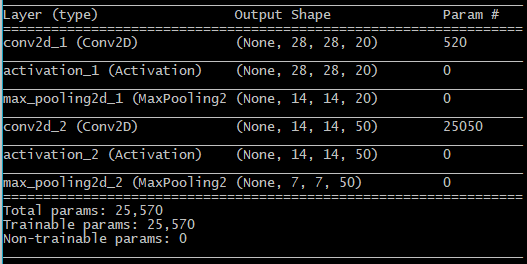 Layer (type) Output Shape Param #
conv2d_1 (Conv2D) (None, 28, 28, 20) 520
activation_1 (Activation) (None, 28, 28, 20) 0
max_pooling2d_1 (MaxPooling2 (None, 14, 14, 20) 0
conv2d_2 (Conv2D) (None, 14, 14, 50) 25050
activation_2 (Activation) (None, 14, 14, 50) 0
max_pooling2d_2 (MaxPooling2 (None, 7, 7, 50) 0
Total params: 25,570
Trainable params: 25,570
Non-trainable params: 0